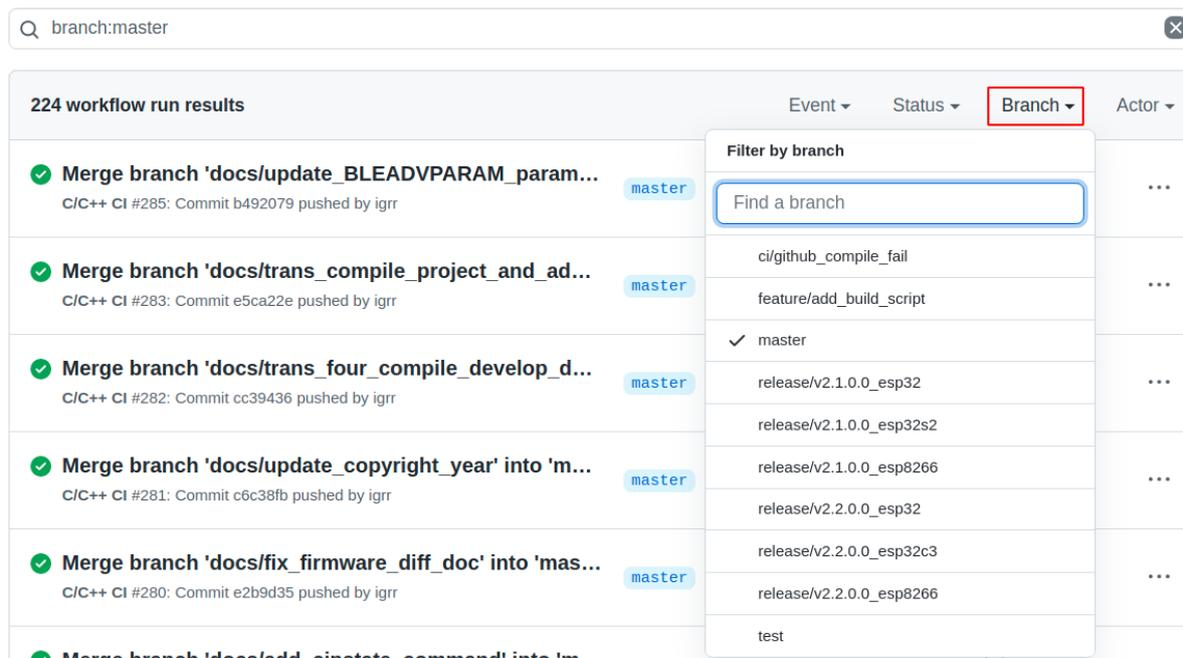 branch:master
224 workflow run results
Event
Status
Branch
Actor
Filter by branch
Find a branch
ci/github_compile_fail
feature/add_build_script
master
release/v2.1.0.0_esp32
release/v2.1.0.0_esp32s2
release/v2.1.0.0_esp8266
release/v2.2.0.0_esp32
release/v2.2.0.0_esp32c3
release/v2.2.0.0_esp8266
test
Merge branch 'docs/update_BLEADVPARAM_param...
master
C/C++ CI #285: Commit b492079 pushed by igrr
Merge branch 'docs/trans_compile_project_and_ad...
master
C/C++ CI #283: Commit e5ca22e pushed by igrr
Merge branch 'docs/trans_four_compile_develop_d...
master
C/C++ CI #282: Commit cc39436 pushed by igrr
Merge branch 'docs/update_copyright_year' into 'm...
master
C/C++ CI #281: Commit c6c38fb pushed by igrr
Merge branch 'docs/fix_firmware_diff_doc' into 'mas...
master
C/C++ CI #280: Commit e2b9d35 pushed by igrr